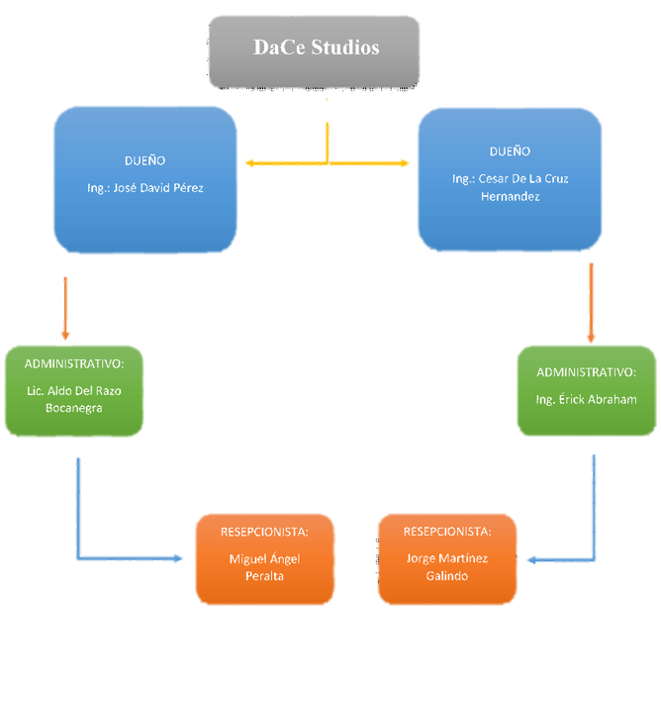 DaCe Studios
DUEÑO
Ing.: José David Pérez
DUEÑO
Ing.: Cesar De La Cruz
Hernandez
ADMINISTRATIVO:
Lic. Aldo Del Razo
Bocanegra
ADMINISTRATIVO:
Ing. Érick Abraham
RESEPCIONISTA:
Miguel Ángel
Peralta
RESEPCIONISTA:
Jorge Martínez
Galindo